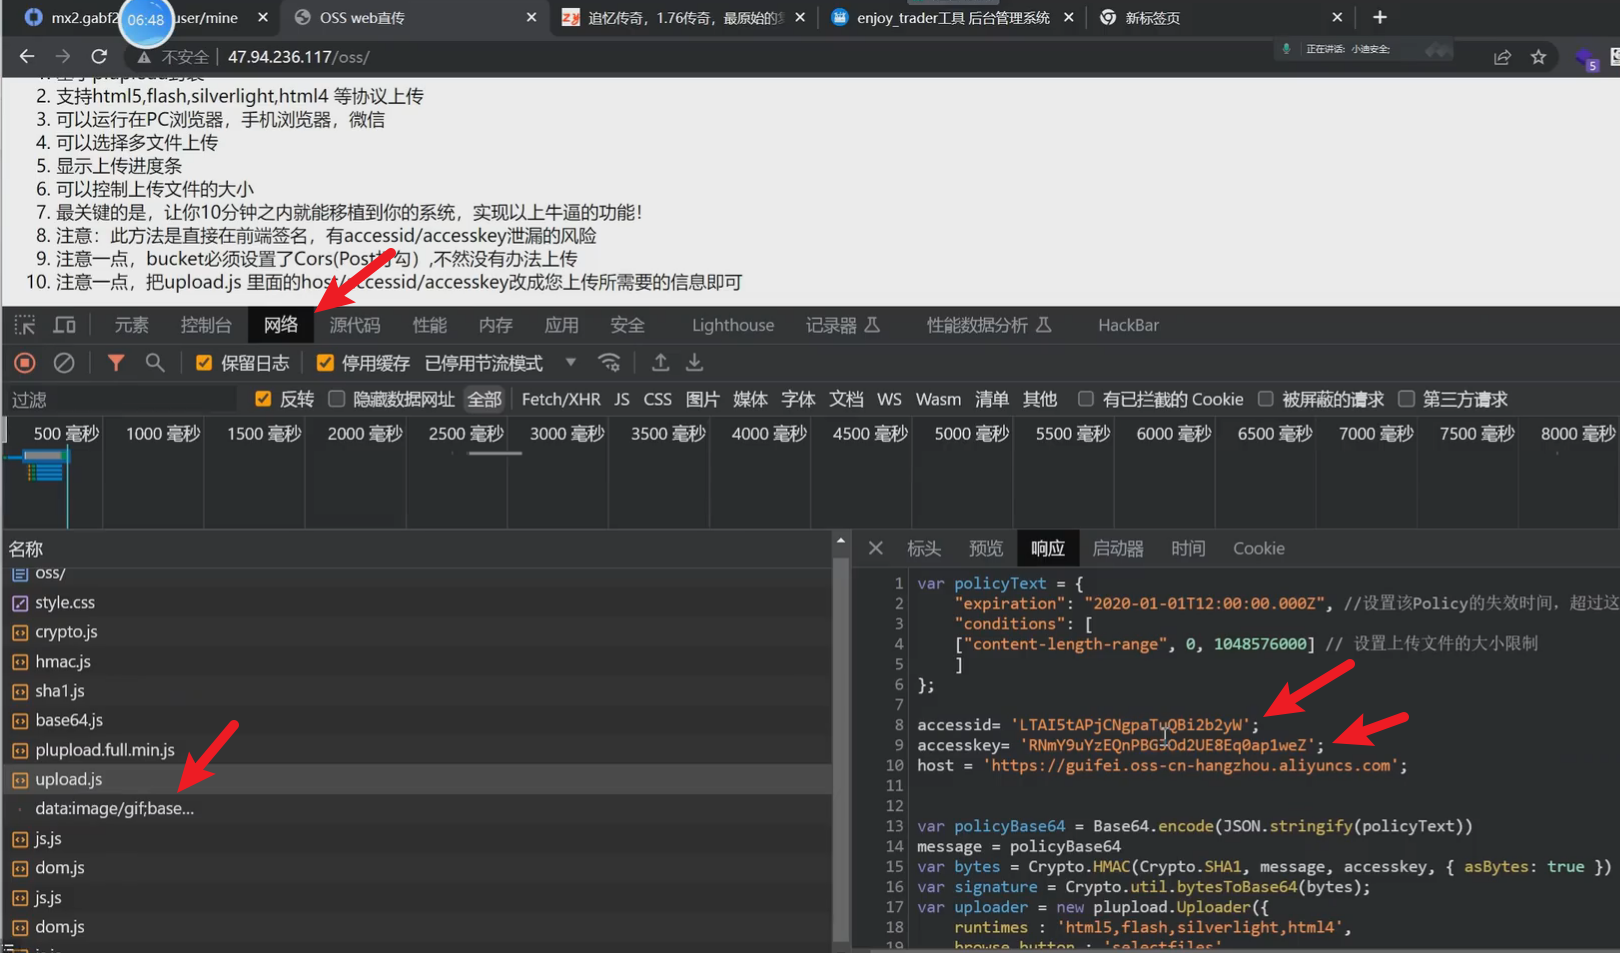 mx2.gabf2 user/mine
06:48
OSS web直传
追忆传奇，1.76传奇，最原始的
enjoy_trader工具 后台管理系统
新标签页
不安全 47.94.236.117/oss/
正在讲话: 小迪安全;
5
2. 支持html5,flash,silverlight,html4 等协议上传
3. 可以运行在PC浏览器，手机浏览器，微信
4. 可以选择多文件上传
5. 显示上传进度条
6. 可以控制上传文件的大小
7. 最关键的是，让你10分钟之内就能移植到你的系统，实现以上牛逼的功能！
8. 注意：此方法是直接在前端签名，有accessid/accesskey泄漏的风险
9. 注意一点，bucket必须设置了Cors(Post打勾）,不然没有办法上传
10. 注意一点，把upload.js 里面的host/accessid/accesskey改成您上传所需要的信息即可
元素 控制台 网络 源代码 性能 内存 应用 安全 Lighthouse 记录器 性能数据分析 HackBar
保留日志 停用缓存 已停用节流模式
过滤 反转 隐藏数据网址 全部 Fetch/XHR JS CSS 图片 媒体 字体 文档 WS Wasm 清单 其他 有已拦截的 Cookie 被屏蔽的请求 第三方请求
500 毫秒 1000 毫秒 1500 毫秒 2000 毫秒 2500 毫秒 3000 毫秒 3500 毫秒 4000 毫秒 4500 毫秒 5000 毫秒 5500 毫秒 6000 毫秒 6500 毫秒 7000 毫秒 7500 毫秒 8000 毫秒
名称
oss/
style.css
crypto.js
hmac.js
sha1.js
base64.js
plupload.full.min.js
upload.js
data:image/gif;base...
js.js
dom.js
js.js
dom.js
标头 预览 响应 启动器 时间 Cookie
1 var policyText = {
2 "expiration": "2020-01-01T12:00:00.000Z", //设置该Policy的失效时间，超过这
3 "conditions": [
4 ["content-length-range", 0, 1048576000] // 设置上传文件的大小限制
5 ]
6 };
7
8 accessid= 'LTAI5tAPjCNgpaTuQBi2b2yW';
9 accesskey= 'RNmY9uYzEQnPBG3Od2UE8Eq0ap1weZ';
10 host = 'https://guifei.oss-cn-hangzhou.aliyuncs.com';
11
12
13 var policyBase64 = Base64.encode(JSON.stringify(policyText))
14 message = policyBase64
15 var bytes = Crypto.HMAC(Crypto.SHA1, message, accesskey, { asBytes: true })
16 var signature = Crypto.util.bytesToBase64(bytes);
17 var uploader = new plupload.Uploader({
18 runtimes : 'html5,flash,silverlight,html4',
19 browse_button : 'selectfiles',